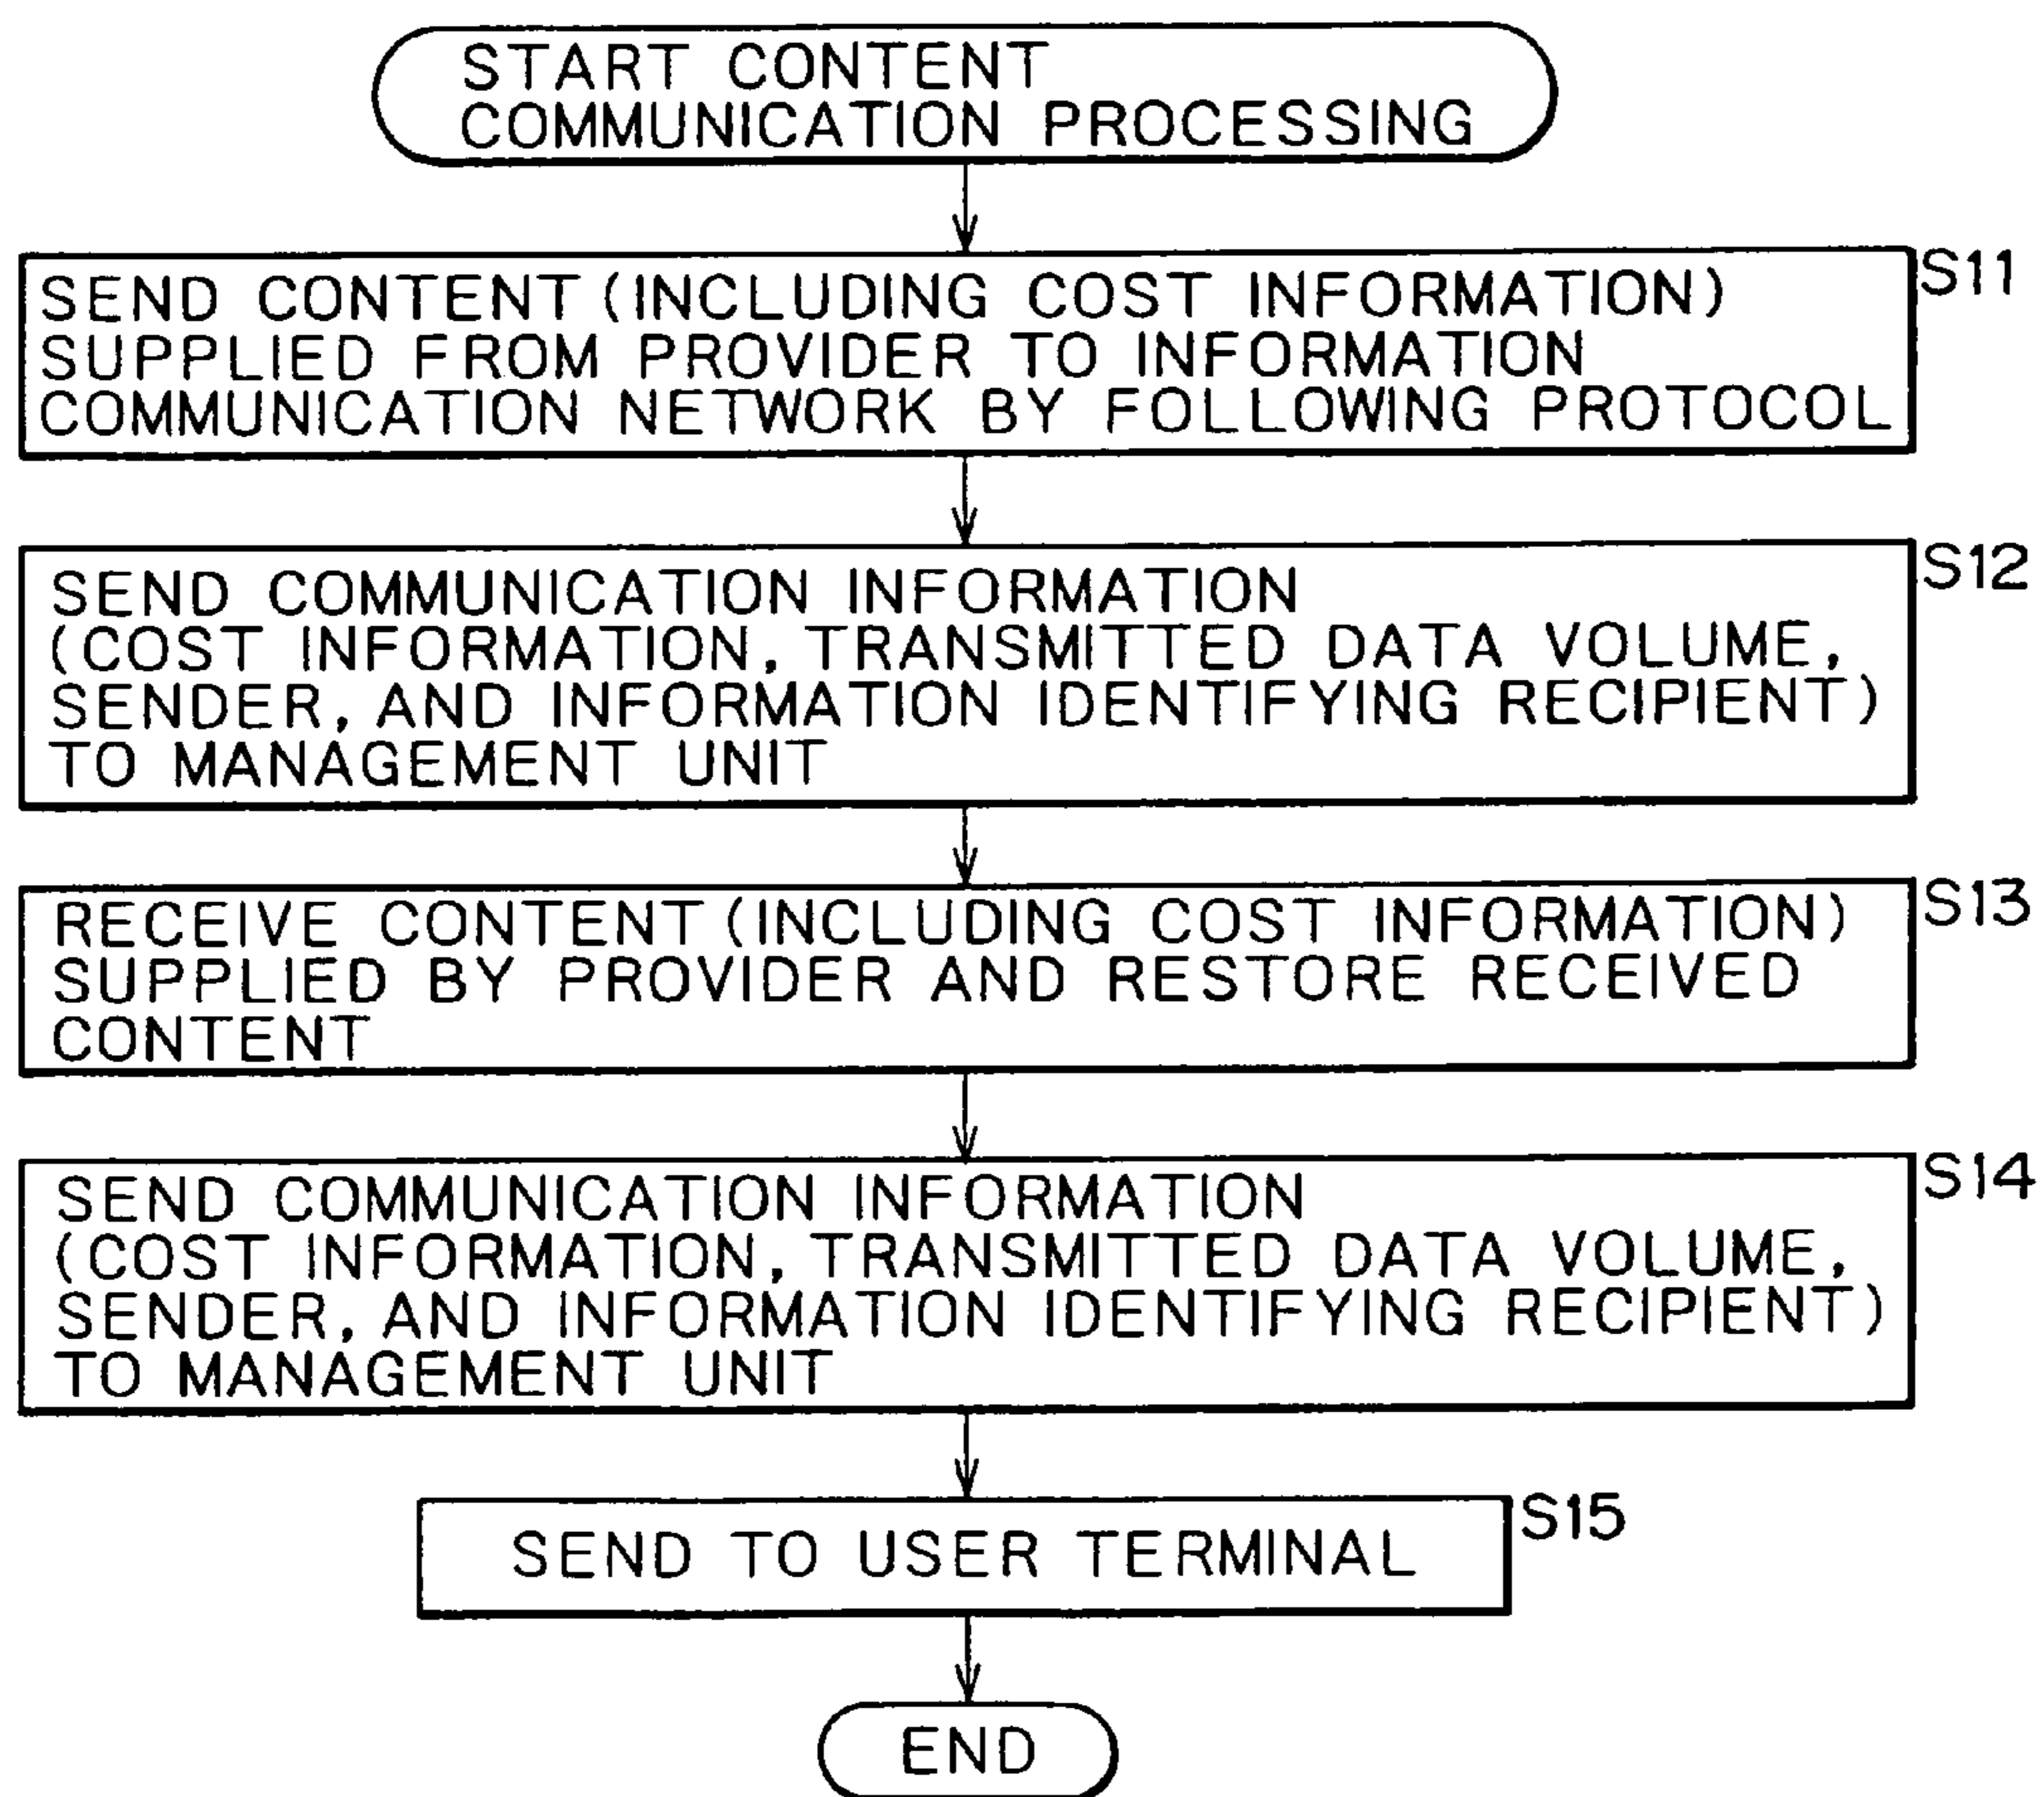 START CONTENT
COMMUNICATION PROCESSING
SEND CONTENT (INCLUDING COST INFORMATION)
SUPPLIED FROM PROVIDER TO INFORMATION
COMMUNICATION NETWORK BY FOLLOWING PROTOCOL
S11
SEND COMMUNICATION INFORMATION
(COST INFORMATION, TRANSMITTED DATA VOLUME,
SENDER, AND INFORMATION IDENTIFYING RECIPIENT)
TO MANAGEMENT UNIT
S12
RECEIVE CONTENT (INCLUDING COST INFORMATION)
SUPPLIED BY PROVIDER AND RESTORE RECEIVED
CONTENT
S13
SEND COMMUNICATION INFORMATION
(COST INFORMATION, TRANSMITTED DATA VOLUME,
SENDER, AND INFORMATION IDENTIFYING RECIPIENT)
TO MANAGEMENT UNIT
S14
SEND TO USER TERMINAL
S15
END